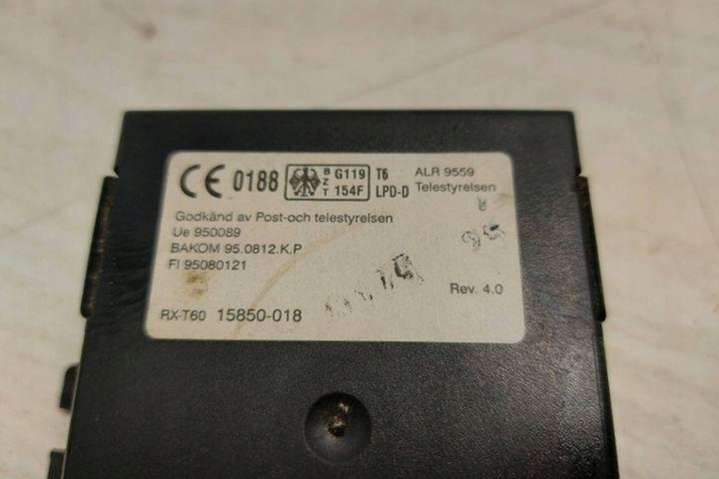 CE 0188 BZT G119 T6 ALR 9559
154F LPD-D Telestyrelsen
Godkänd av Post-och telestyrelsen
Ue 950089
BAKOM 95.0812.K.P
FI 95080121
Rev. 4.0
RX-T60 15850-018